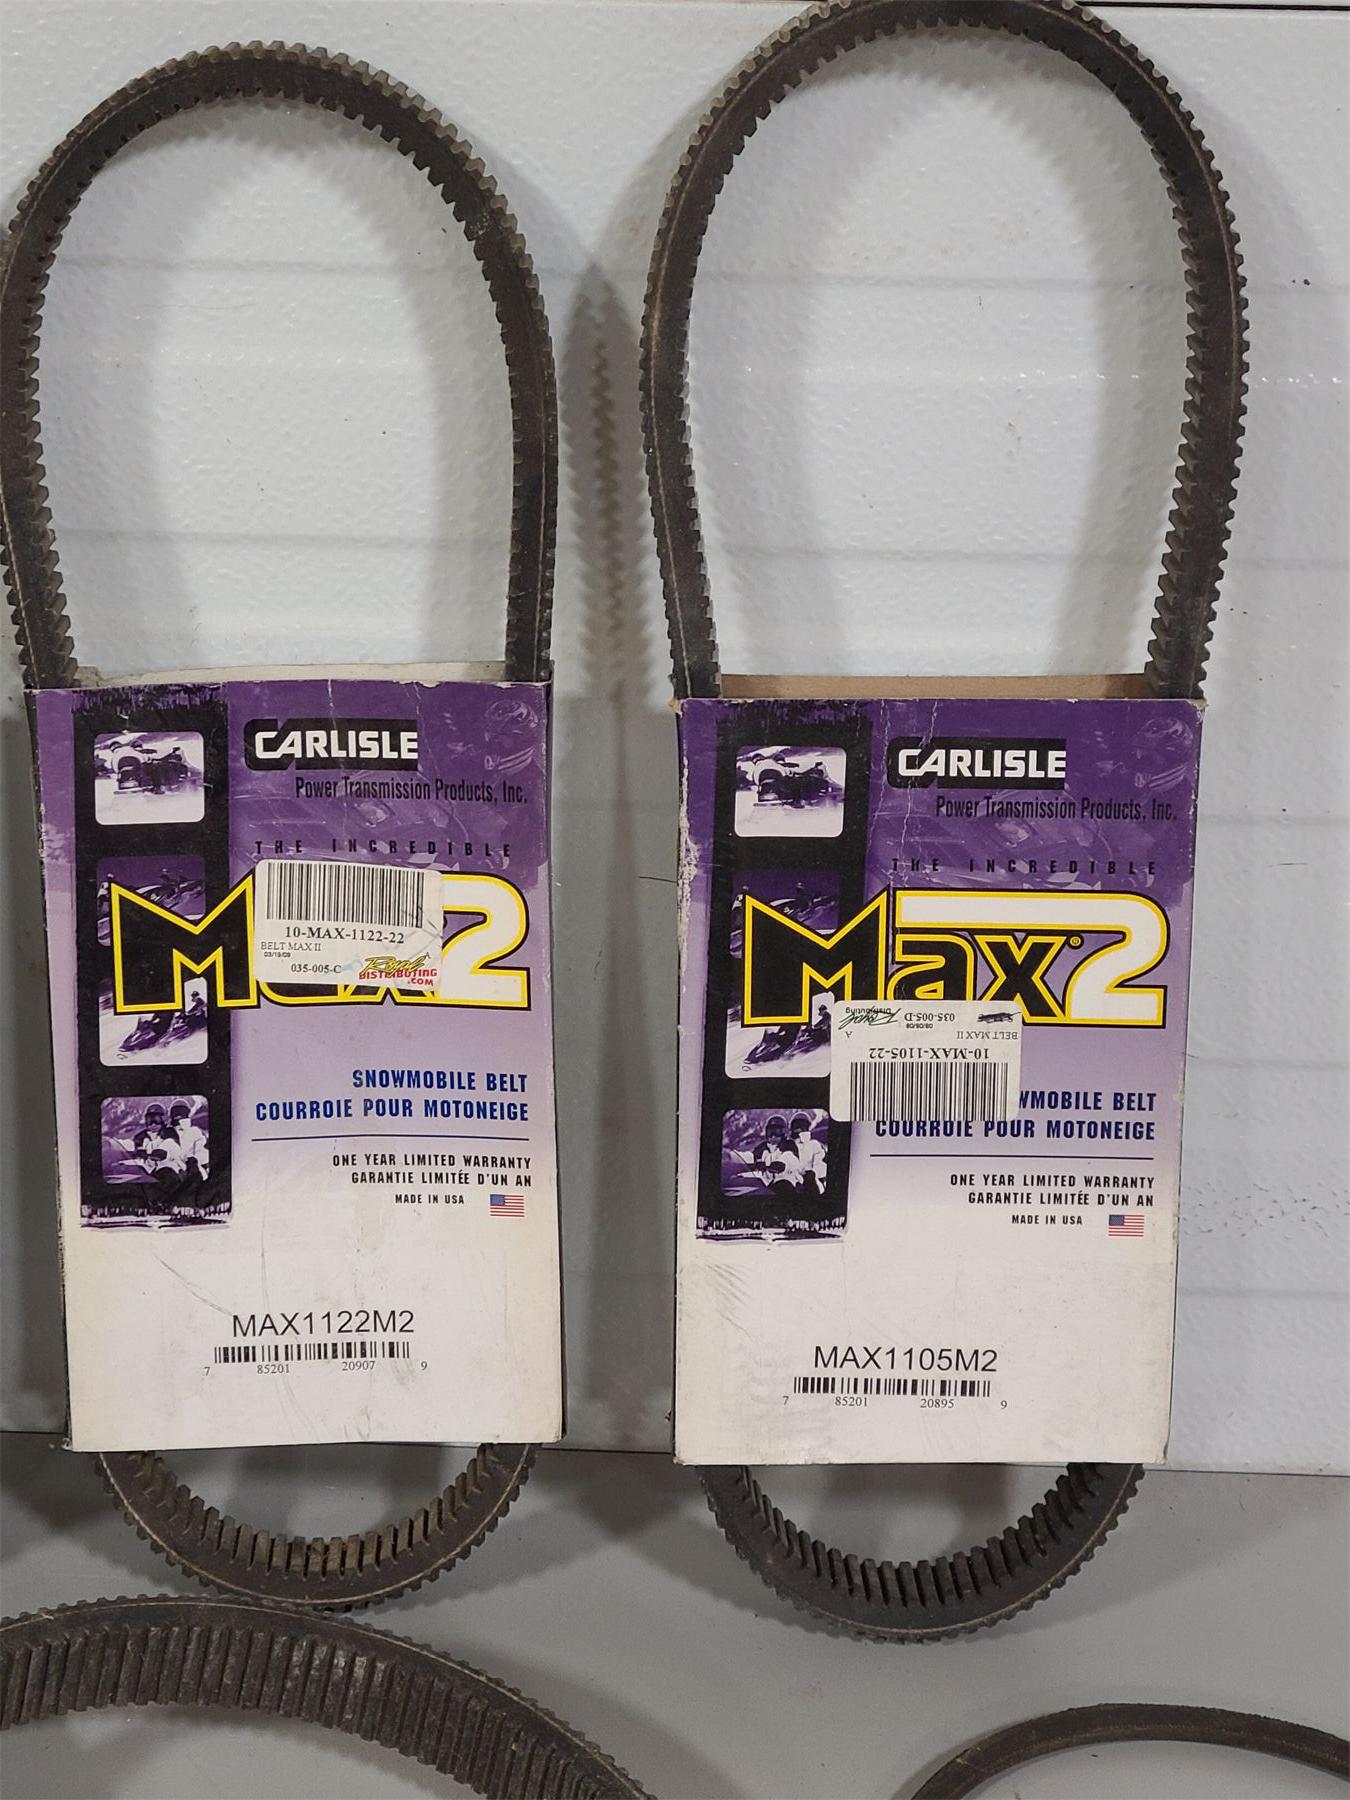 CARLISLE
Power Transmission Products, Inc.
THE INCREDIBLE
Max2
10-MAX-1122-22
BELT MAX II
03/19/09
035-005-C
Royal
DISTRIBUTING
.COM
SNOWMOBILE BELT
COURROIE POUR MOTONEIGE
ONE YEAR LIMITED WARRANTY
GARANTIE LIMITÉE D'UN AN
MADE IN USA
MAX1122M2
7 85201 20907 9
CARLISLE
Power Transmission Products, Inc.
THE INCREDIBLE
Max®2
10-MAX-1105-22
BELT MAX II
A
035-005-D
Royal
Distributing
WMOBILE BELT
COURROIE POUR MOTONEIGE
ONE YEAR LIMITED WARRANTY
GARANTIE LIMITÉE D'UN AN
MADE IN USA
MAX1105M2
7 85201 20895 9